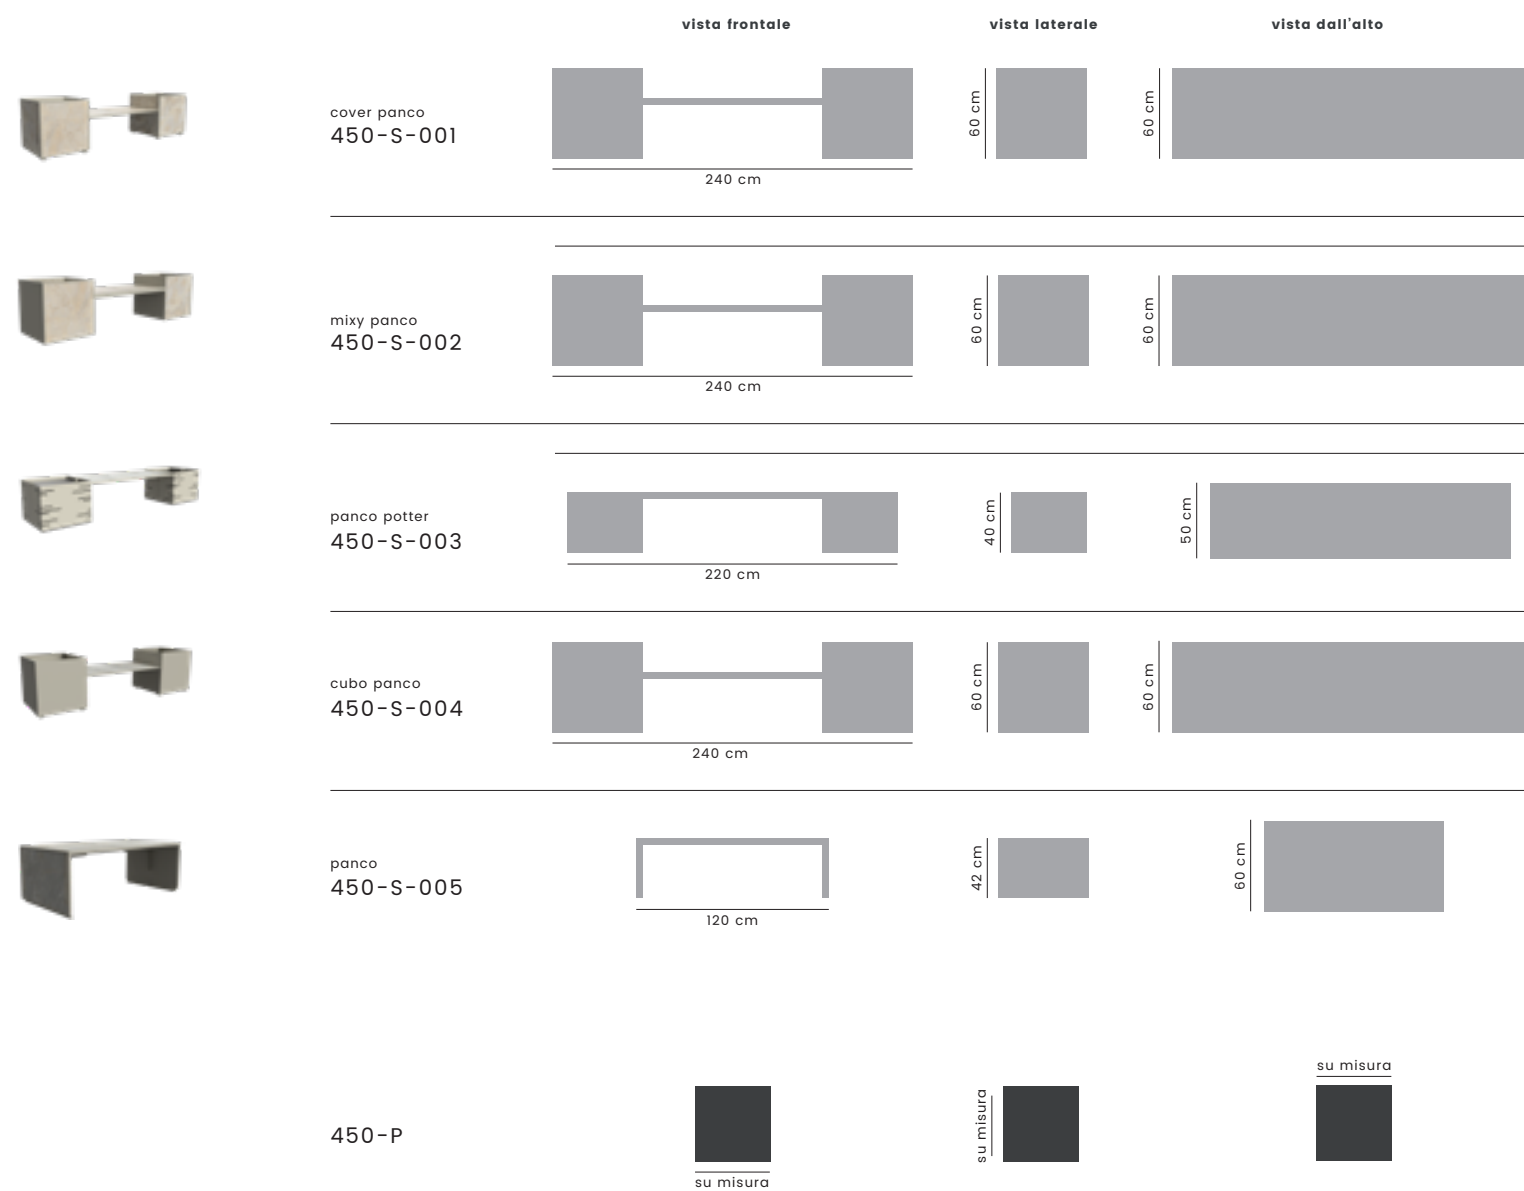 vista frontale
vista laterale
vista dall'alto
cover panco
450-S-001
240 cm
60 cm
60 cm
mixy panco
450-S-002
240 cm
60 cm
60 cm
panco potter
450-S-003
220 cm
40 cm
50 cm
cubo panco
450-S-004
240 cm
60 cm
60 cm
panco
450-S-005
120 cm
42 cm
60 cm
450-P
su misura
su misura
su misura